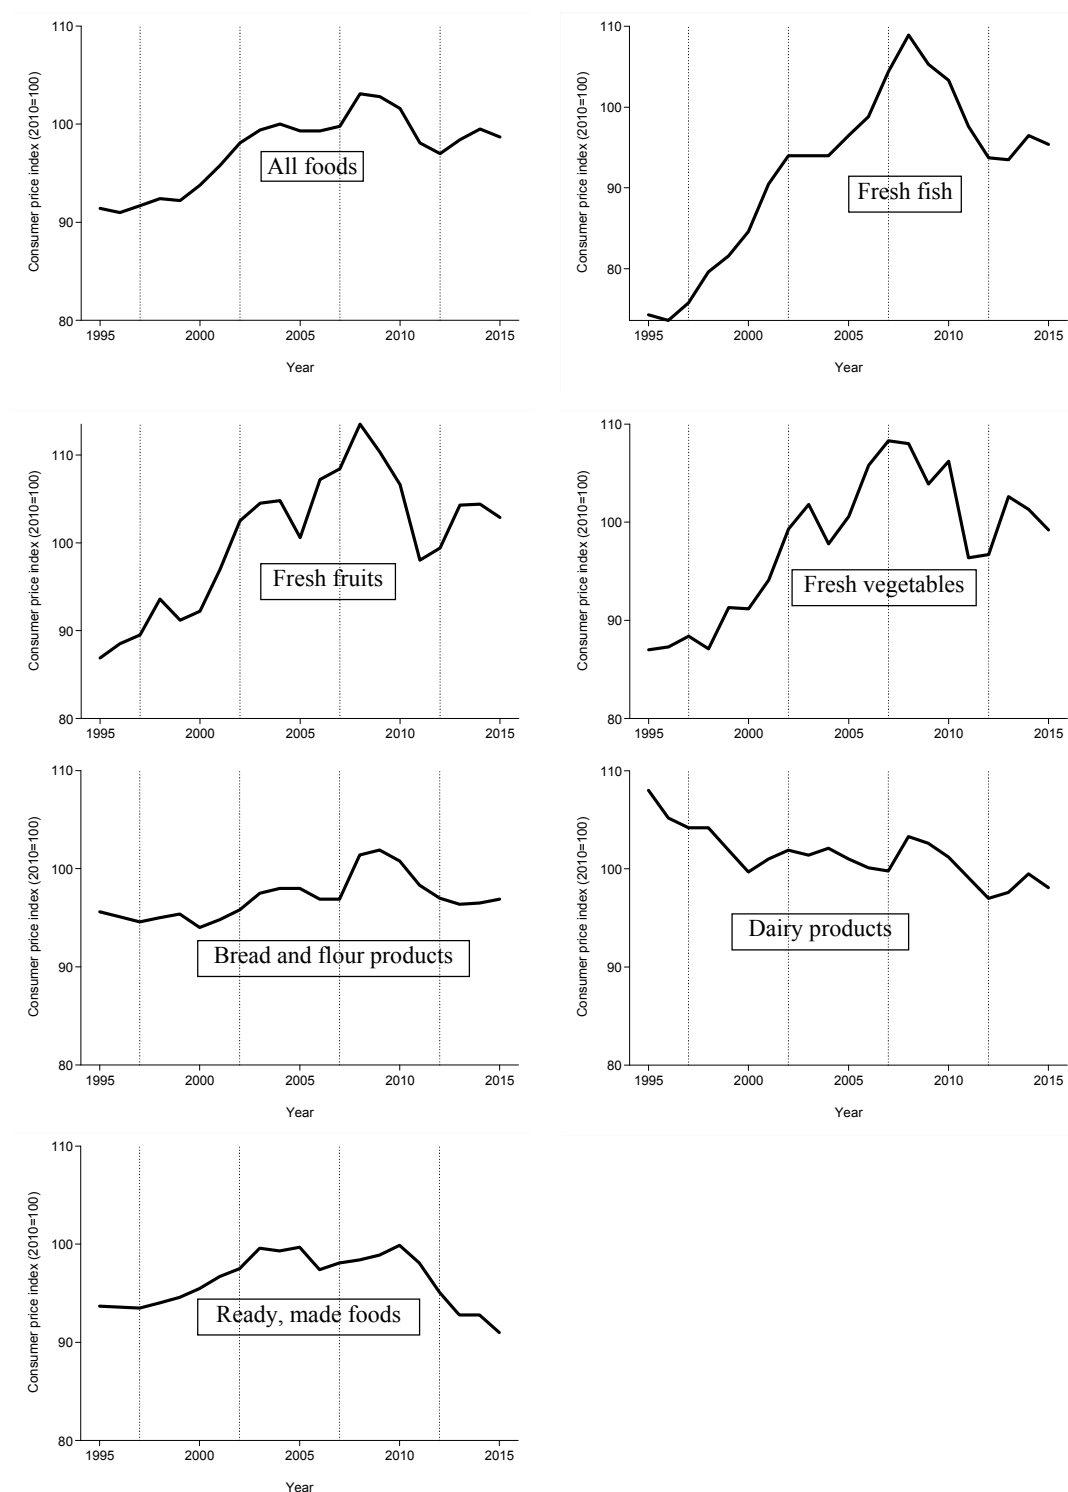 110
100
90
80
Consumer price index (2010=100)
All foods
1995 2000 2005 2010 2015
Year
110
100
90
80
Consumer price index (2010=100)
Fresh fish
1995 2000 2005 2010 2015
Year
110
100
90
80
Consumer price index (2010=100)
Fresh fruits
1995 2000 2005 2010 2015
110
100
90
80
Consumer price index (2010=100)
Fresh vegetables
1995 2000 2005 2010 2015
110
100
90
80
Consumer price index (2010=100)
Bread and flour products
1995 2000 2005 2010 2015
Year
110
100
90
80
Consumer price index (2010=100)
Dairy products
1995 2000 2005 2010 2015
Year
110
100
90
80
Consumer price index (2010=100)
Ready, made foods
1995 2000 2005 2010 2015
Year